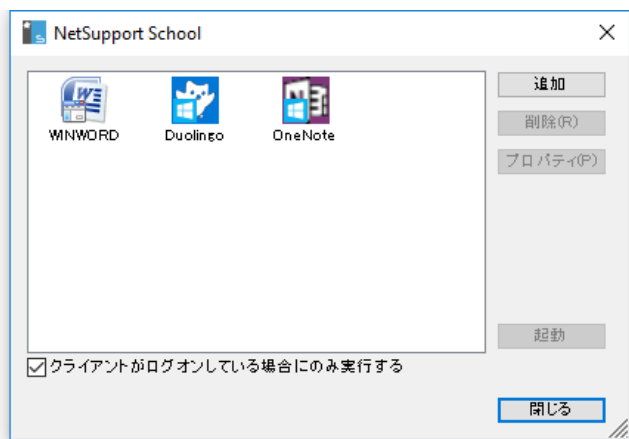 NetSupport School
WINWORD
Duolingo
OneNote
追加
削除(R)
プロパティ(P)
起動
クライアントがログオンしている場合にのみ実行する
閉じる